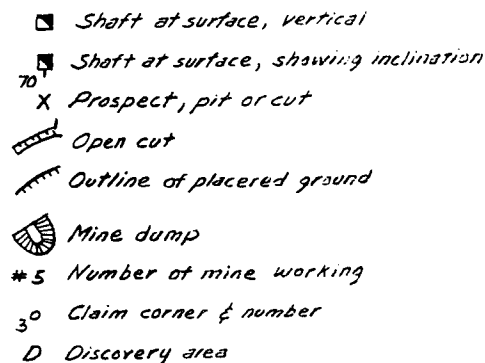 Shaft at surface, vertical
70 Shaft at surface, showing inclination
X Prospect, pit or cut
Open cut
Outline of placered ground
Mine dump
#5 Number of mine working
3 Claim corner & number
D Discovery area